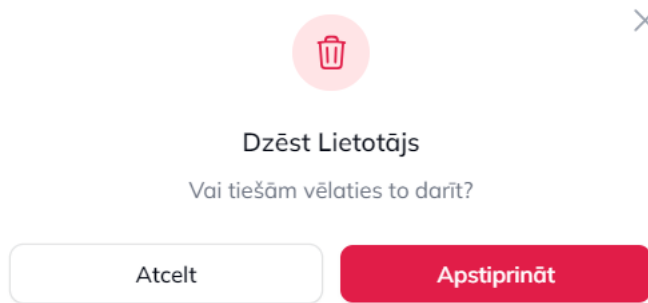 Dzēst Lietotājs
Vai tiešām vēlaties to darīt?
Atcelt
Apstiprināt